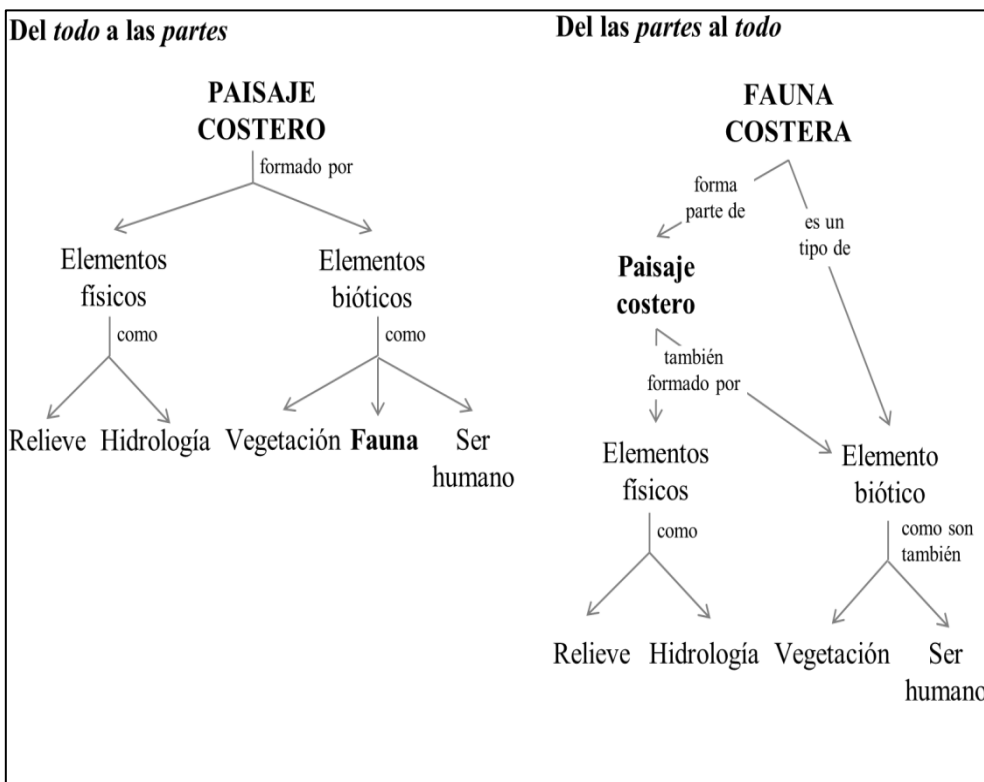 Del todo a las partes
PAISAJE
COSTERO
formado por
Elementos
físicos
Elementos
bióticos
como
como
Relieve
Hidrología
Vegetación
Fauna
Ser
humano
Del las partes al todo
FAUNA
COSTERA
forma
parte de
es un
tipo de
Paisaje
costero
también
formado por
Elementos
físicos
Elemento
biótico
como
como son
también
Relieve
Hidrología
Vegetación
Ser
humano